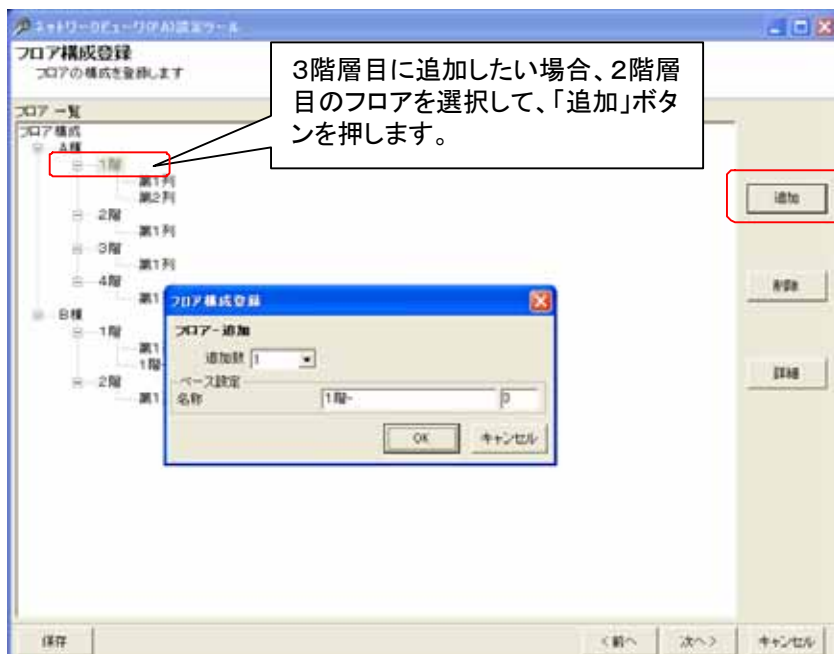 ネットワークビューワ(FA)設定ツール
フロア構成登録
フロアの構成を登録します
３階層目に追加したい場合、２階層
目のフロアを選択して、「追加」ボタ
ンを押します。
フロア 一覧
フロア構成
A棟
1階
第1列
第2列
2階
第1列
3階
第1列
4階
第1
B棟
1階
第1
1階-
2階
第1
追加
削除
詳細
フロア構成登録
フロアー追加
追加数 1
ベース設定
名称 1階- 0
OK キャンセル
保存 <前へ 次へ> キャンセル